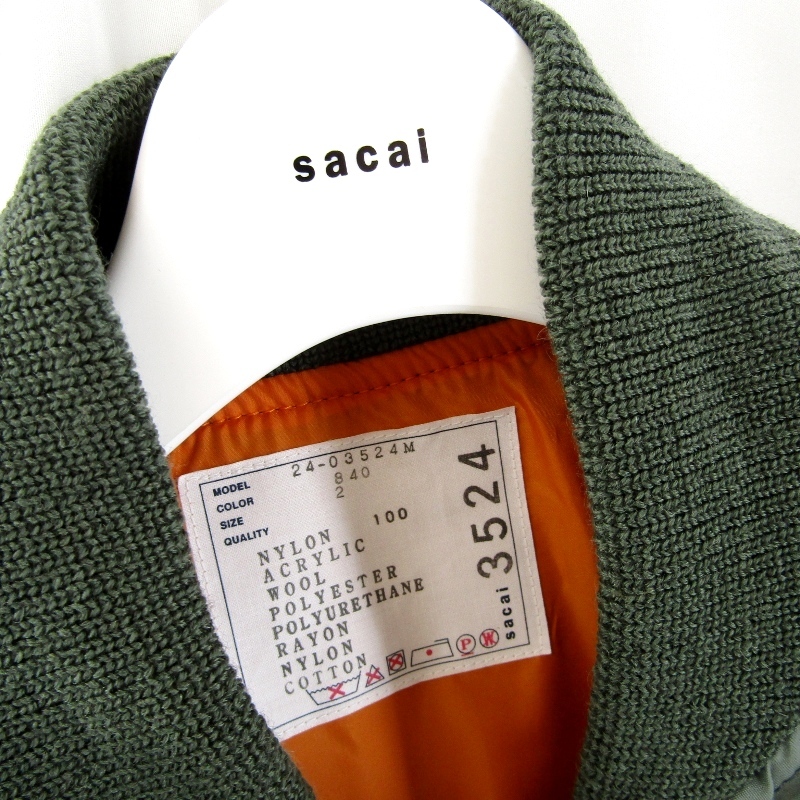 sacai
MODEL 24-03524M
COLOR 840
SIZE 2
QUALITY
NYLON 100
ACRYLIC
WOOL
POLYESTER
POLYURETHANE
RAYON
NYLON
COTTON
P
W
sacai 3524